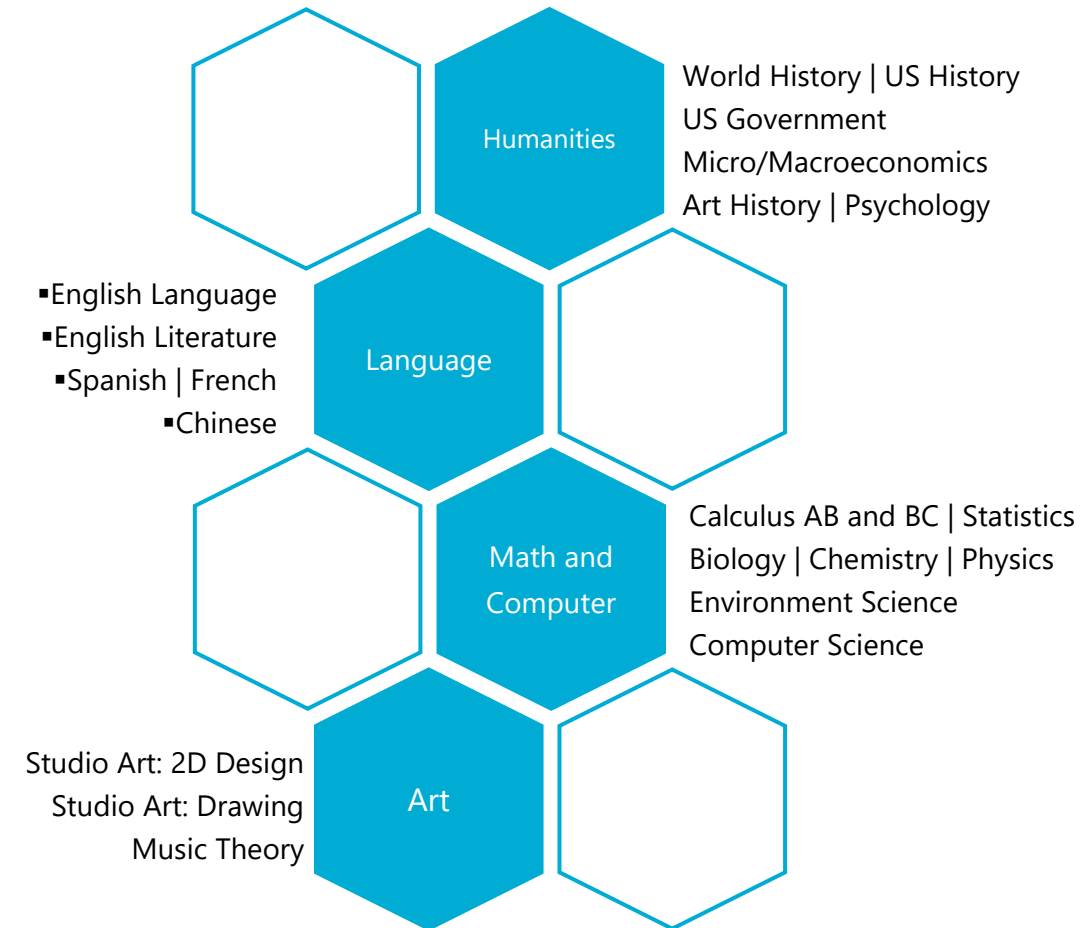 Humanities
World History | US History
US Government
Micro/Macroeconomics
Art History | Psychology
▪English Language
▪English Literature
▪Spanish | French
▪Chinese
Language
Math and
Computer
Calculus AB and BC | Statistics
Biology | Chemistry | Physics
Environment Science
Computer Science
Studio Art: 2D Design
Studio Art: Drawing
Music Theory
Art